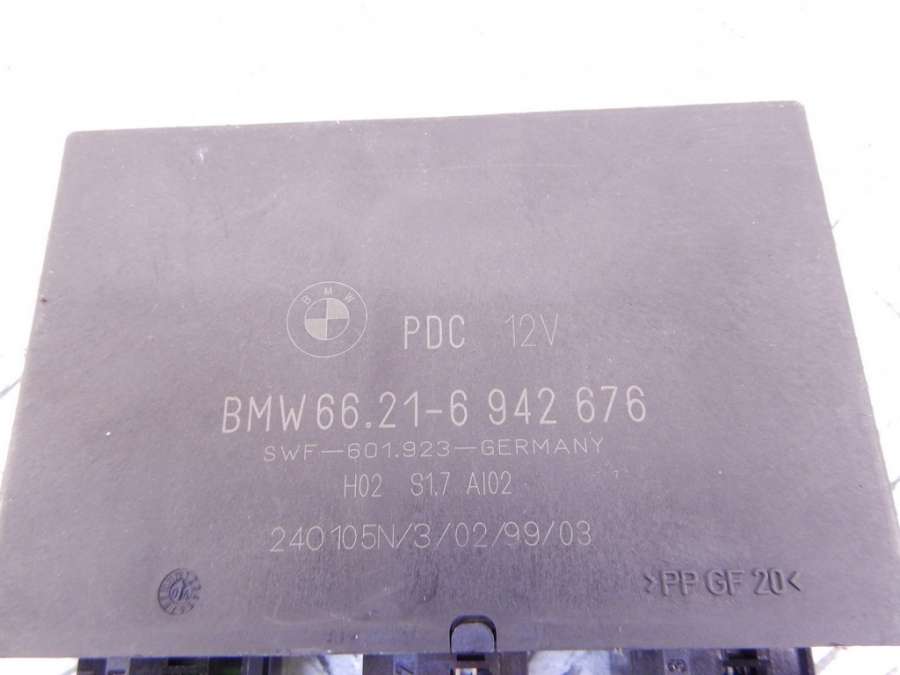 BMW
PDC 12V
BMW 66.21-6 942 676
SWF-601.923-GERMANY
H02 S1.7 AI02
240105N/3/02/99/03
>PP GF 20<